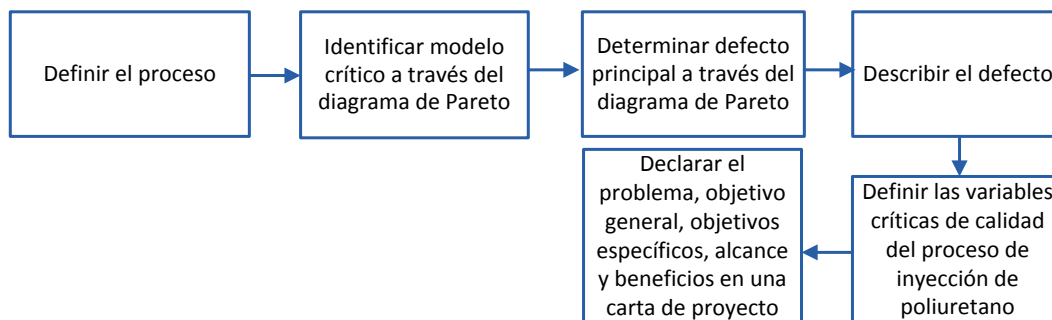 Definir el proceso
Identificar modelo
crítico a través del
diagrama de Pareto
Determinar defecto
principal a través del
diagrama de Pareto
Describir el defecto
Definir las variables
críticas de calidad
del proceso de
inyección de
poliuretano
Declarar el
problema, objetivo
general, objetivos
específicos, alcance
y beneficios en una
carta de proyecto